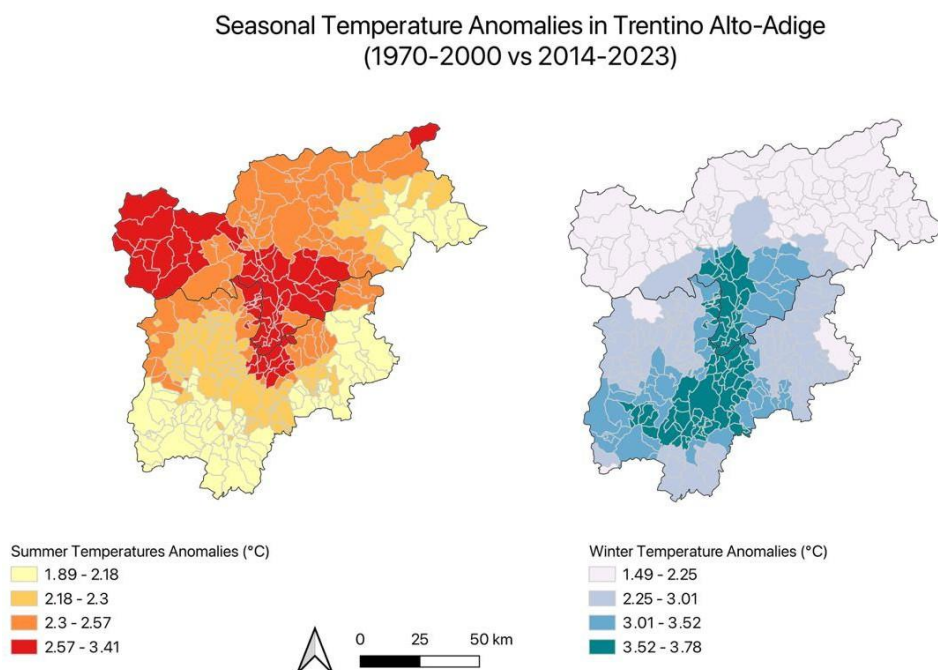 Seasonal Temperature Anomalies in Trentino Alto-Adige
(1970-2000 vs 2014-2023)
Summer Temperatures Anomalies (°C)
1.89 - 2.18
2.18 - 2.3
2.3 - 2.57
2.57 - 3.41
0 25 50 km
Winter Temperature Anomalies (°C)
1.49 - 2.25
2.25 - 3.01
3.01 - 3.52
3.52 - 3.78